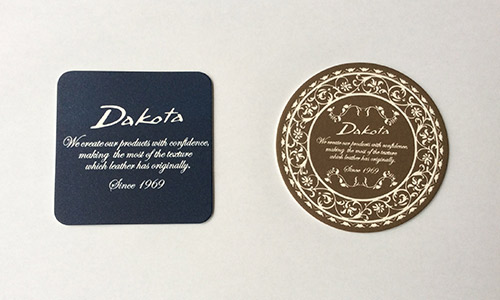 Dakota
We create our products with confidence,
making the most of the texture
which leather has originally.
Since 1969
Dakota
We create our products with confidence,
making the most of the texture
which leather has originally.
Since 1969